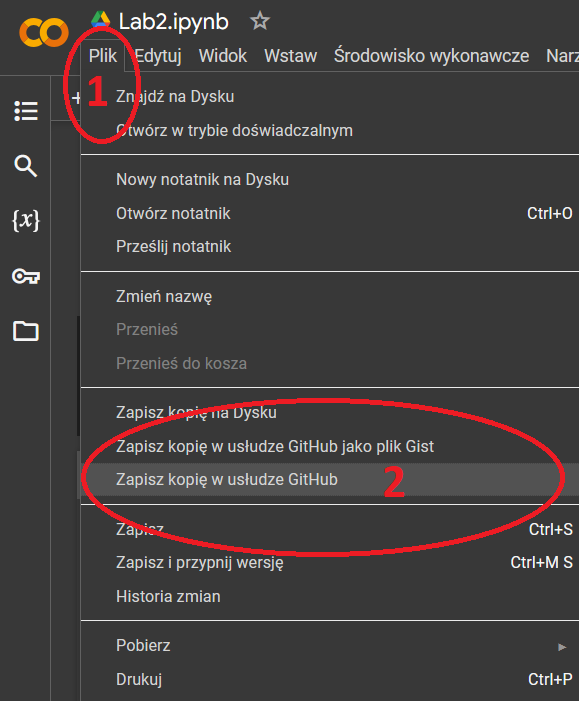 Lab2.ipynb
Plik Edytuj Widok Wstaw Środowisko wykonawcze Narz
1
+
Znajdź na Dysku
Otwórz w trybie doświadczalnym
Nowy notatnik na Dysku
Otwórz notatnik Ctrl+O
Prześlij notatnik
Zmień nazwę
Przenieś
Przenieś do kosza
Zapisz kopię na Dysku
Zapisz kopię w usłudze GitHub jako plik Gist
Zapisz kopię w usłudze GitHub
2
Zapisz Ctrl+S
Zapisz i przypnij wersję Ctrl+M S
Historia zmian
Pobierz
Drukuj Ctrl+P
{x}